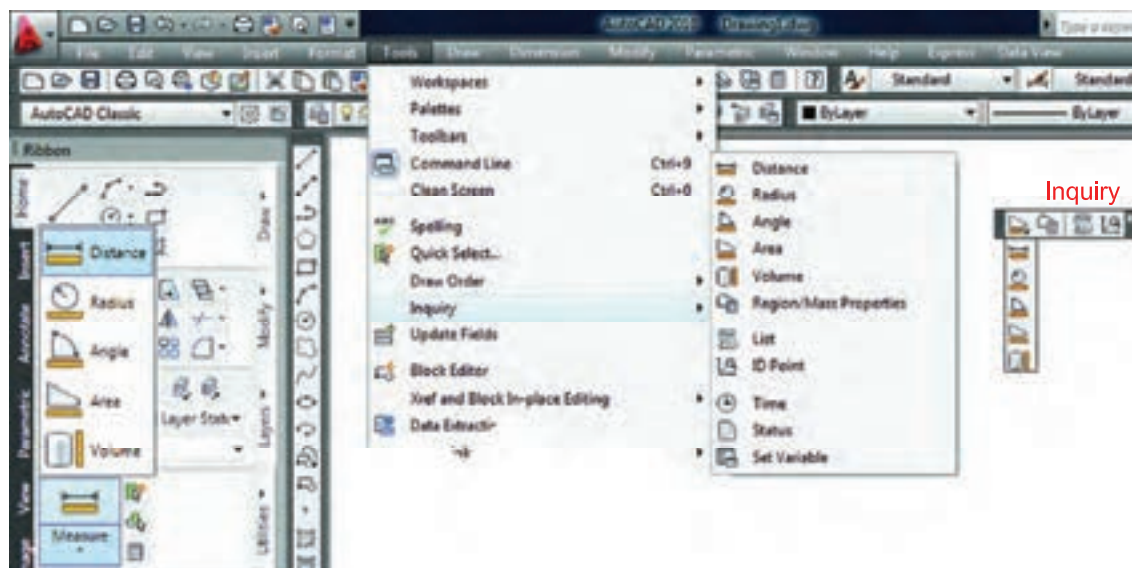 AutoCAD 2010 Drawing1.dwg
File Edit View Insert Format Tools Draw Dimension Modify Parametric Window Help Express Data View
Standard Standard
AutoCAD Classic ByLayer ByLayer
Ribbon
Home
Insert
Annotate
Parametric
View
Distance
Radius
Angle
Area
Volume
Measure
Draw
Modify
Layers
Utilities
Layer State
Workspaces
Palettes
Toolbars
Command Line Ctrl+9
Clean Screen Ctrl+0
ABC Spelling
Quick Select...
Draw Order
Inquiry
Update Fields
Block Editor
Xref and Block In-place Editing
Distance
Radius
Angle
Area
Volume
Region/Mass Properties
List
ID Point
Time
Status
Set Variable
Inquiry